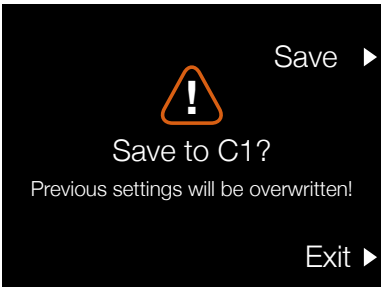 Save
!
Save to C1?
Previous settings will be overwritten!
Exit